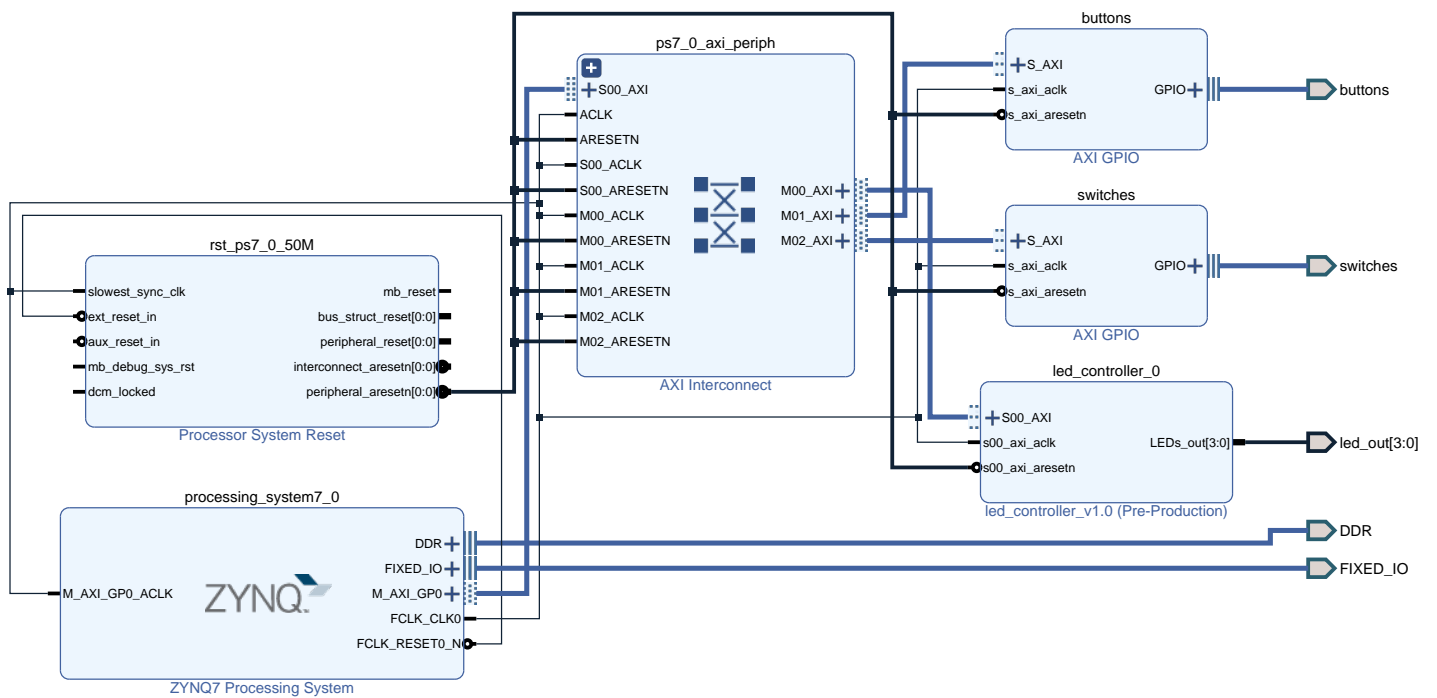 buttons
S_AXI
s_axi_aclk
s_axi_aresetn
GPIO
AXI GPIO
buttons
ps7_0_axi_periph
S00_AXI
ACLK
ARESETN
S00_ACLK
S00_ARESETN
M00_ACLK
M00_ARESETN
M01_ACLK
M01_ARESETN
M02_ACLK
M02_ARESETN
M00_AXI
M01_AXI
M02_AXI
AXI Interconnect
switches
S_AXI
s_axi_aclk
s_axi_aresetn
GPIO
AXI GPIO
switches
rst_ps7_0_50M
slowest_sync_clk
ext_reset_in
aux_reset_in
mb_debug_sys_rst
dcm_locked
mb_reset
bus_struct_reset[0:0]
peripheral_reset[0:0]
interconnect_aresetn[0:0]
peripheral_aresetn[0:0]
Processor System Reset
led_controller_0
S00_AXI
s00_axi_aclk
s00_axi_aresetn
LEDs_out[3:0]
led_controller_v1.0 (Pre-Production)
led_out[3:0]
processing_system7_0
M_AXI_GP0_ACLK
ZYNQ
DDR
FIXED_IO
M_AXI_GP0
FCLK_CLK0
FCLK_RESET0_N
ZYNQ7 Processing System
DDR
FIXED_IO